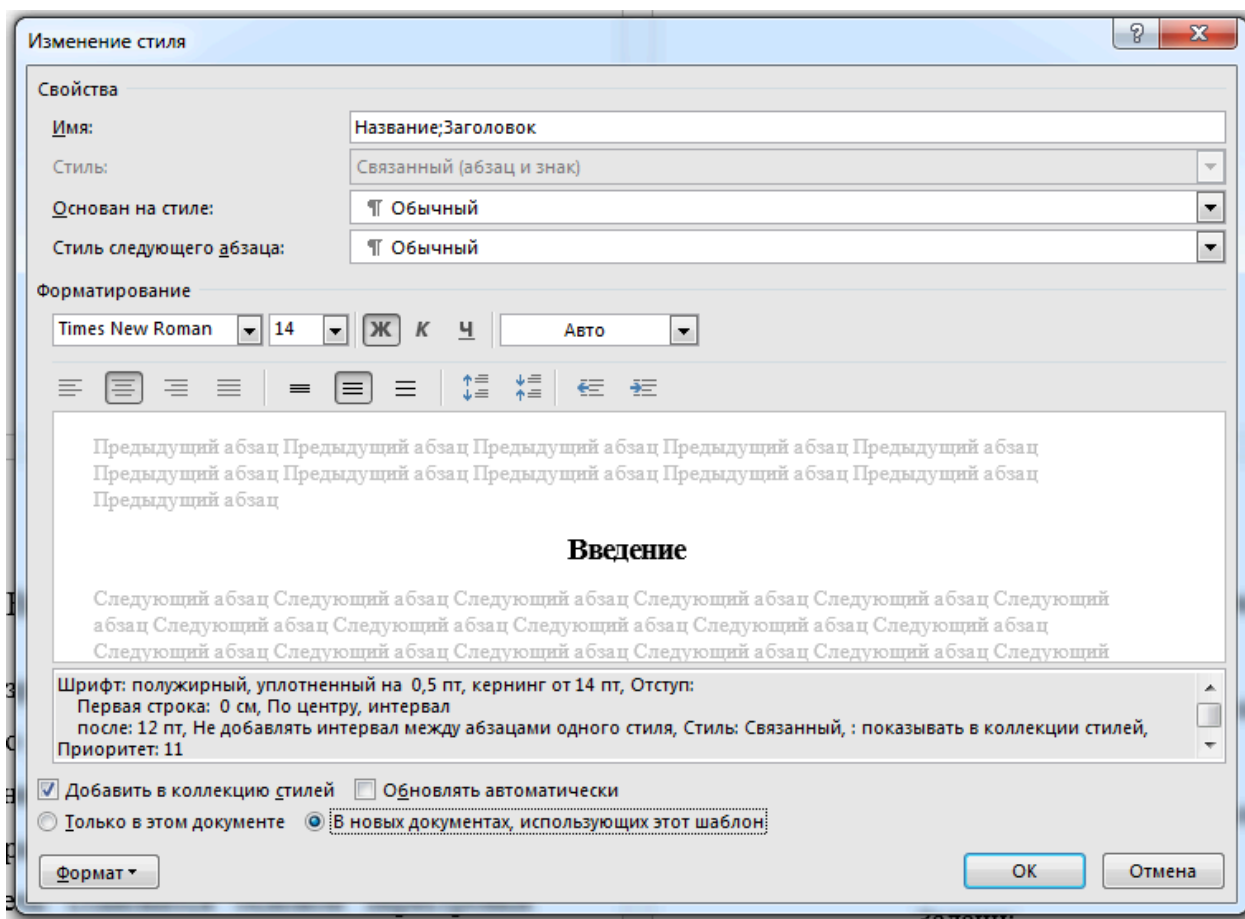 Изменение стиля
Свойства
Имя:
Название;Заголовок
Стиль:
Связанный (абзац и знак)
Основан на стиле:
¶ Обычный
Стиль следующего абзаца:
¶ Обычный
Форматирование
Times New Roman 14 Ж К Ч Авто
Предыдущий абзац Предыдущий абзац Предыдущий абзац Предыдущий абзац Предыдущий абзац
Предыдущий абзац Предыдущий абзац Предыдущий абзац Предыдущий абзац Предыдущий абзац
Предыдущий абзац
Введение
Следующий абзац Следующий абзац Следующий абзац Следующий абзац Следующий абзац Следующий
абзац Следующий абзац Следующий абзац Следующий абзац Следующий абзац Следующий абзац
Следующий абзац Следующий абзац Следующий абзац Следующий абзац Следующий абзац Следующий
Шрифт: полужирный, уплотненный на 0,5 пт, кернинг от 14 пт, Отступ:
Первая строка: 0 см, По центру, интервал
после: 12 пт, Не добавлять интервал между абзацами одного стиля, Стиль: Связанный, : показывать в коллекции стилей,
Приоритет: 11
Добавить в коллекцию стилей Обновлять автоматически
Только в этом документе В новых документах, использующих этот шаблон
Формат ОК Отмена